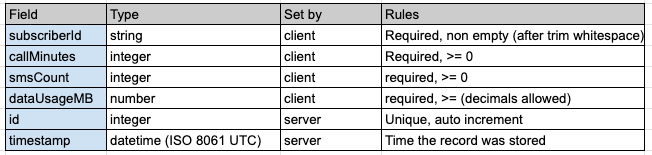 Field Type Set by Rules
subscriberId string client Required, non empty (after trim whitespace)
callMinutes integer client Required, >= 0
smsCount integer client required, >= 0
dataUsageMB number client required, >= (decimals allowed)
id integer server Unique, auto increment
timestamp datetime (ISO 8061 UTC) server Time the record was stored